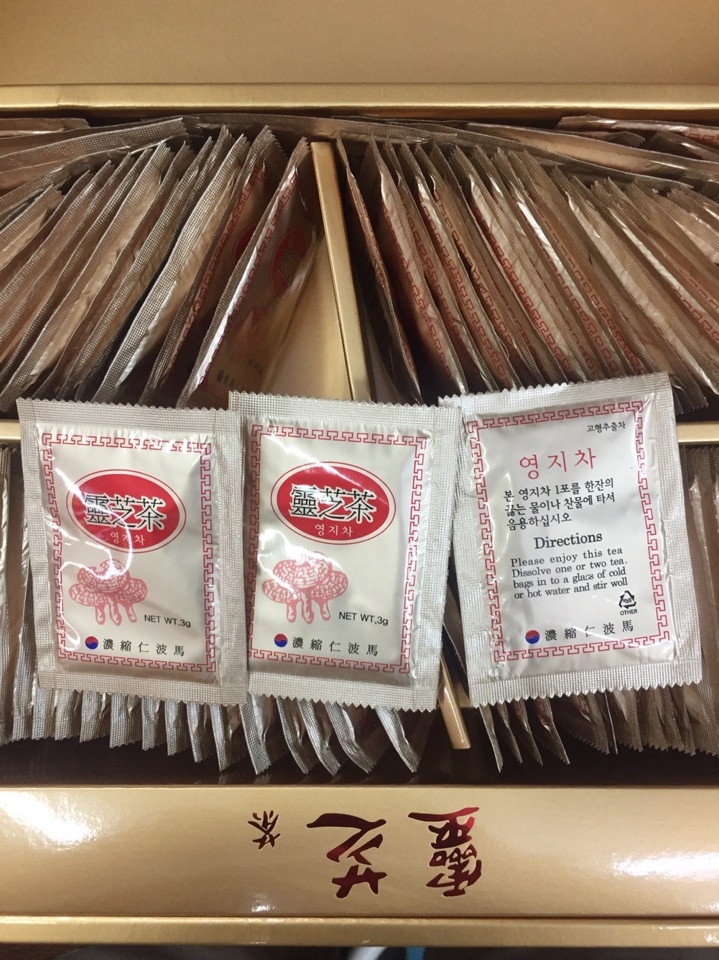 靈芝茶
영지차
NET WT.3g
濃縮仁波馬
靈芝茶
영지차
NET WT.3g
濃縮仁波馬
고형추출차
영지차
본 영지차 1포를 한잔의
끓는 물이나 찬물에 타서
음용하십시오
Directions
Please enjoy this tea
Dissolve one or two tea.
bags in to a glass of cold
or hot water and stir woll
OTHER
濃縮仁波馬
靈芝茶